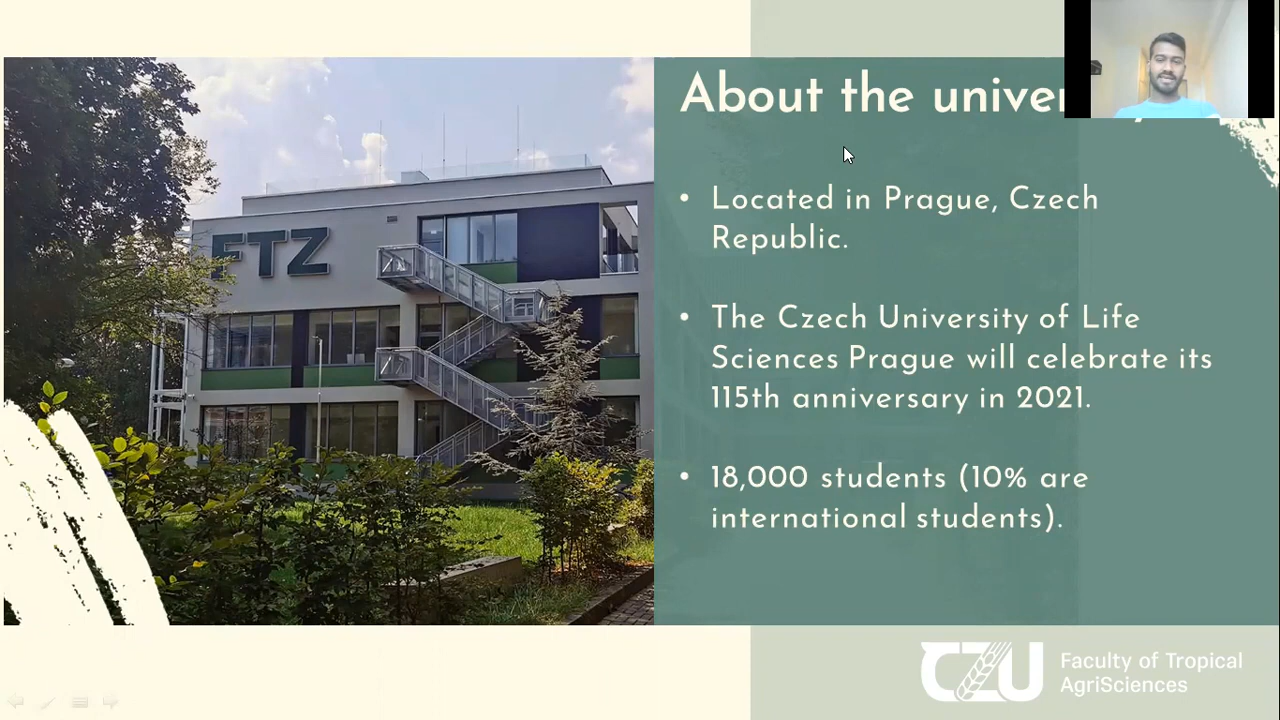 About the univer
FTZ
• Located in Prague, Czech
Republic.
• The Czech University of Life
Sciences Prague will celebrate its
115th anniversary in 2021.
• 18,000 students (10% are
international students).
CZU
Faculty of Tropical
AgriSciences